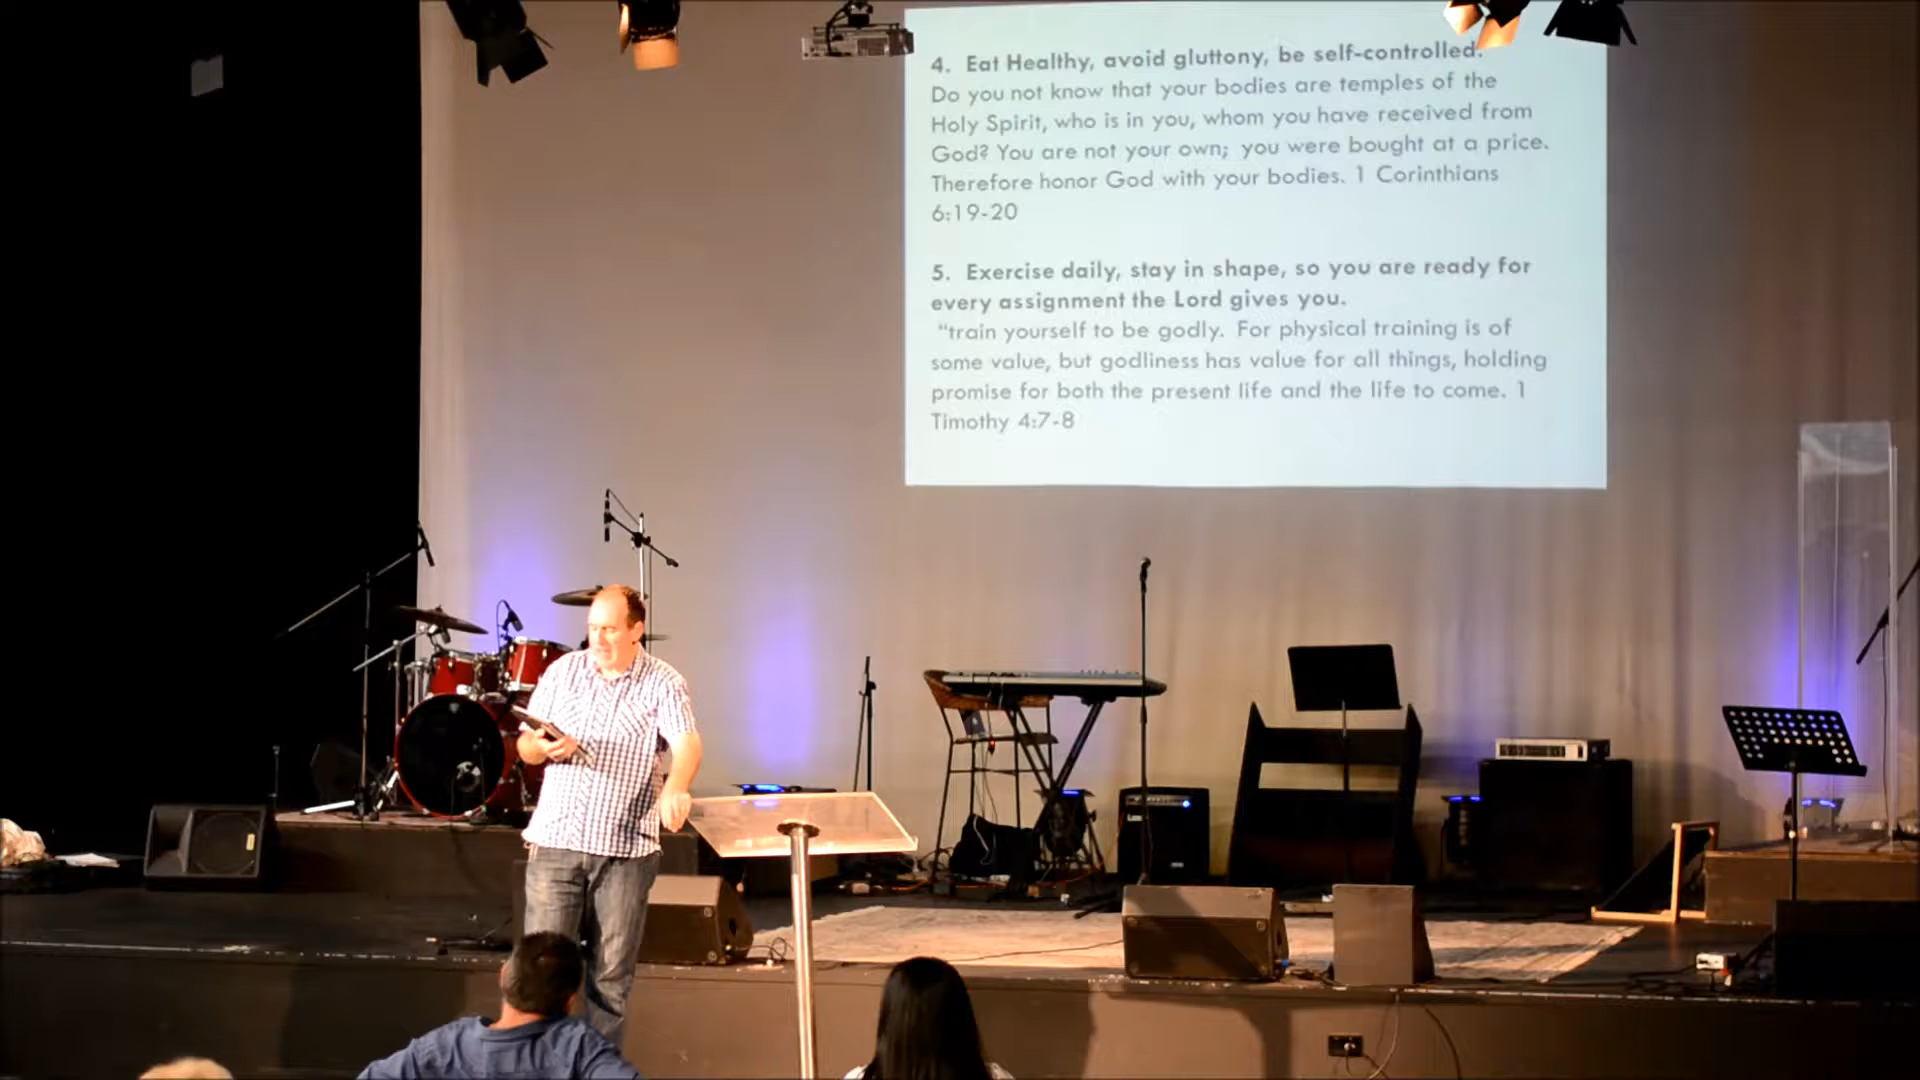 4. Eat Healthy, avoid gluttony, be self-controlled.
Do you not know that your bodies are temples of the
Holy Spirit, who is in you, whom you have received from
God? You are not your own; you were bought at a price.
Therefore honor God with your bodies. 1 Corinthians
6:19-20
5. Exercise daily, stay in shape, so you are ready for
every assignment the Lord gives you.
"train yourself to be godly. For physical training is of
some value, but godliness has value for all things, holding
promise for both the present life and the life to come. 1
Timothy 4:7-8